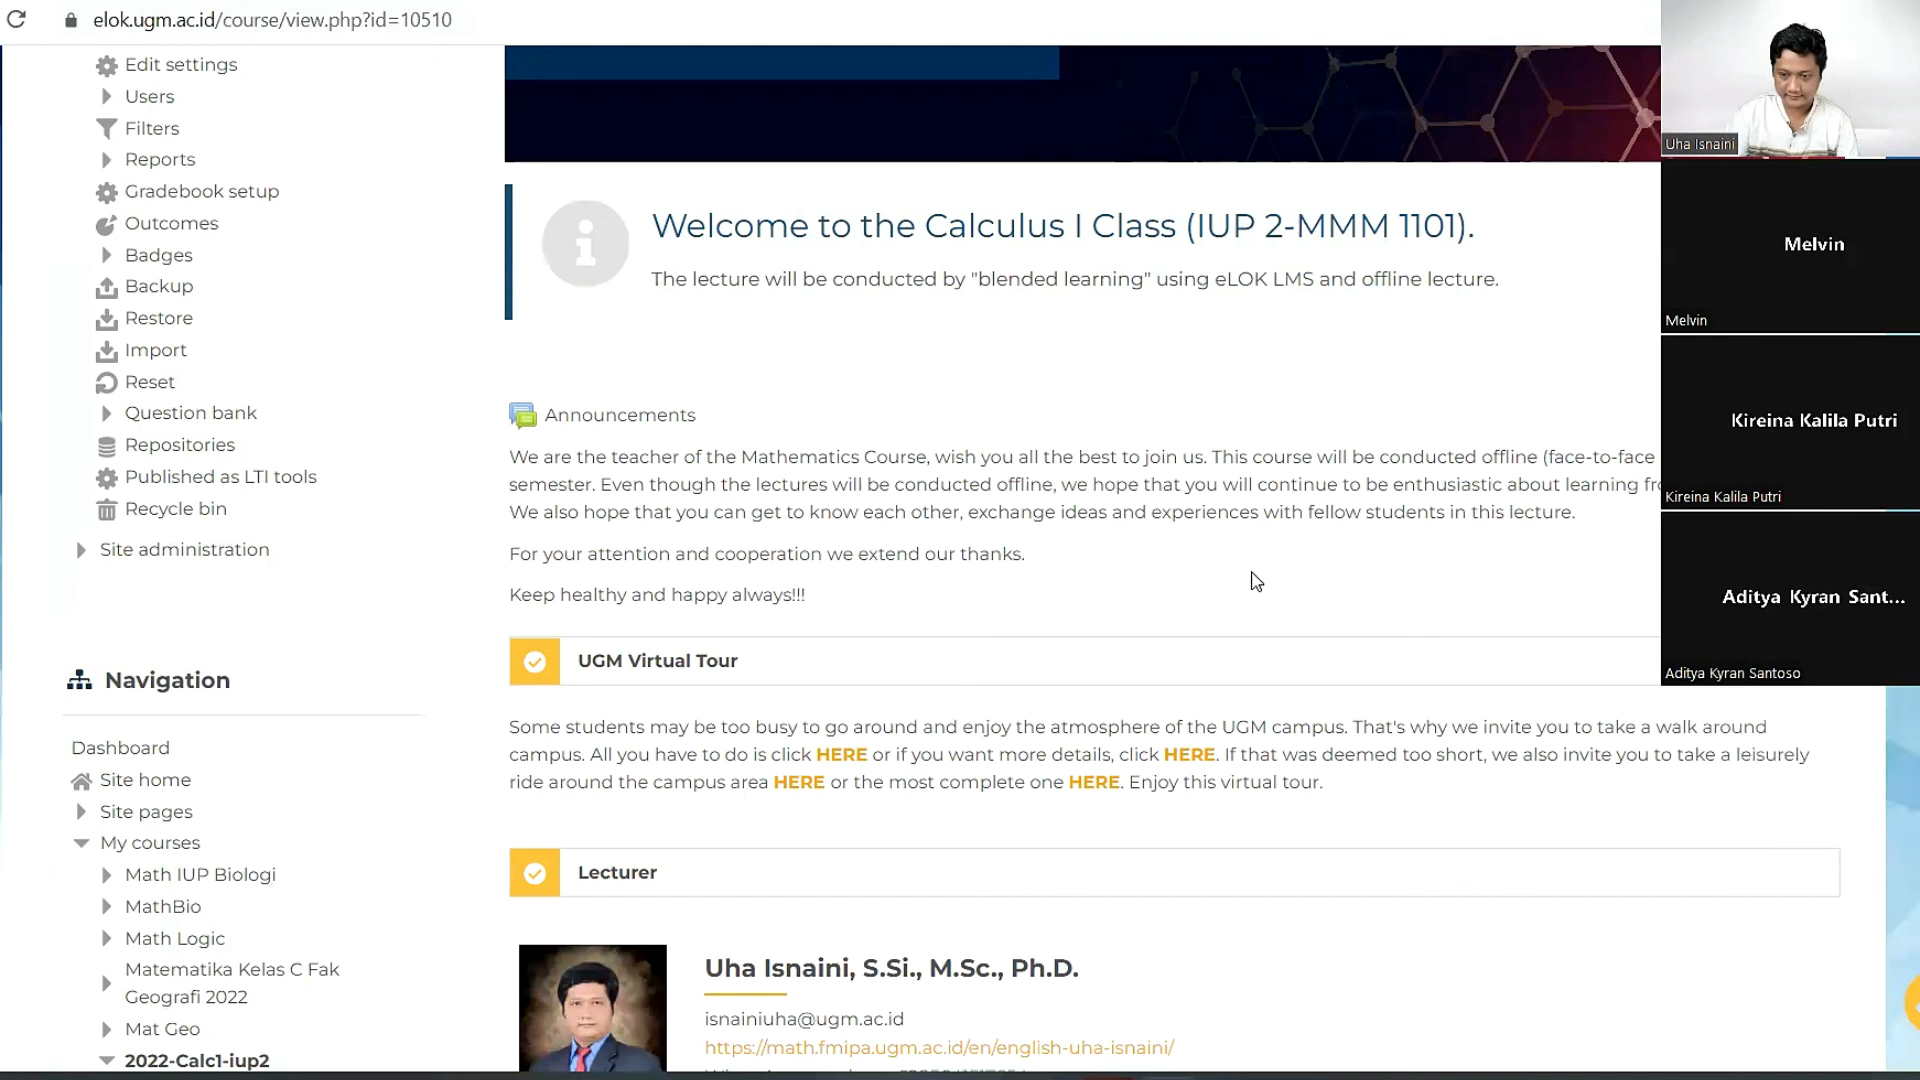 elok.ugm.ac.id/course/view.php?id=10510
Edit settings
Users
Filters
Reports
Gradebook setup
Outcomes
Badges
Backup
Restore
Import
Reset
Question bank
Repositories
Published as LTI tools
Recycle bin
Site administration
Navigation
Dashboard
Site home
Site pages
My courses
Math IUP Biologi
MathBio
Math Logic
Matematika Kelas C Fak
Geografi 2022
Mat Geo
2022-Calc1-iup2
Welcome to the Calculus I Class (IUP 2-MMM 1101).
The lecture will be conducted by "blended learning" using eLOK LMS and offline lecture.
Announcements
We are the teacher of the Mathematics Course, wish you all the best to join us. This course will be conducted offline (face-to-face
semester. Even though the lectures will be conducted offline, we hope that you will continue to be enthusiastic about learning
We also hope that you can get to know each other, exchange ideas and experiences with fellow students in this lecture.
For your attention and cooperation we extend our thanks.
Keep healthy and happy always!!!
UGM Virtual Tour
Some students may be too busy to go around and enjoy the atmosphere of the UGM campus. That's why we invite you to take a walk around
campus. All you have to do is click HERE or if you want more details, click HERE. If that was deemed too short, we also invite you to take a leisurely
ride around the campus area HERE or the most complete one HERE. Enjoy this virtual tour.
Lecturer
Uha Isnaini, S.Si., M.Sc., Ph.D.
isnainiuha@ugm.ac.id
https://math.fmipa.ugm.ac.id/en/english-uha-isnaini/
Uha Isnaini
Melvin
Melvin
Kireina Kalila Putri
Kireina Kalila Putri
Aditya Kyran Sant...
Aditya Kyran Santoso